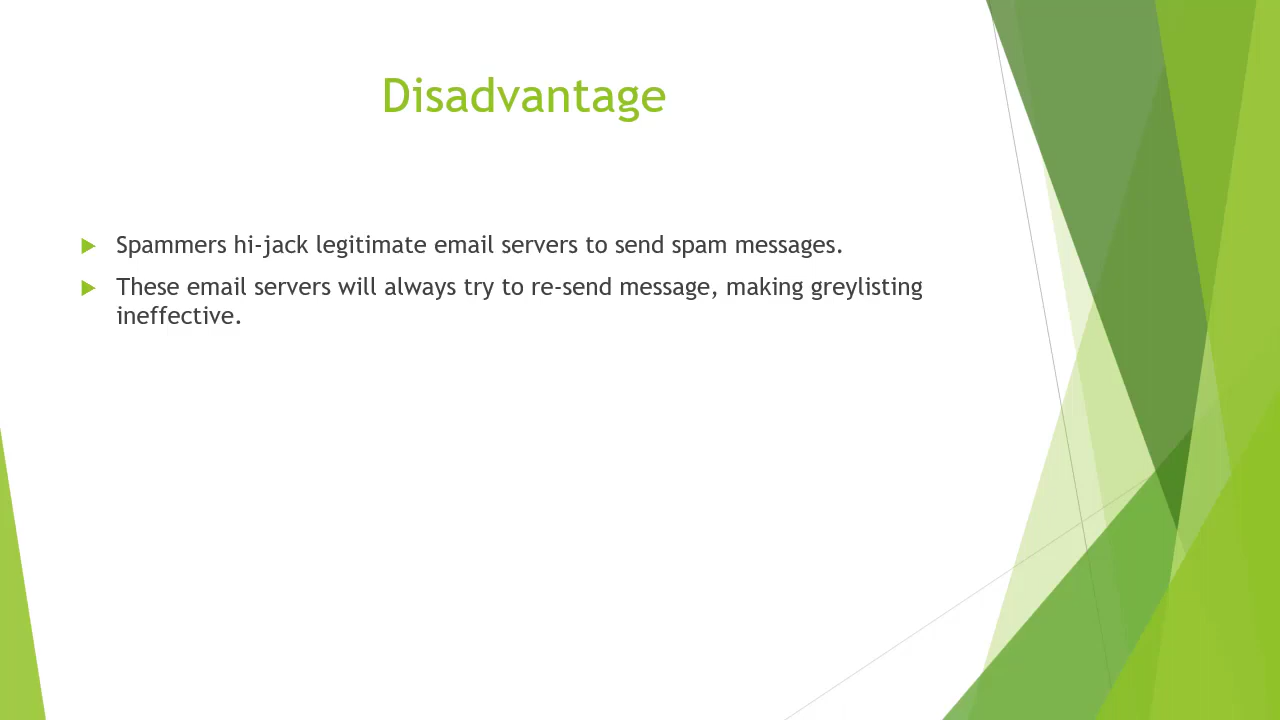 Disadvantage
Spammers hi-jack legitimate email servers to send spam messages.
These email servers will always try to re-send message, making greylisting
ineffective.